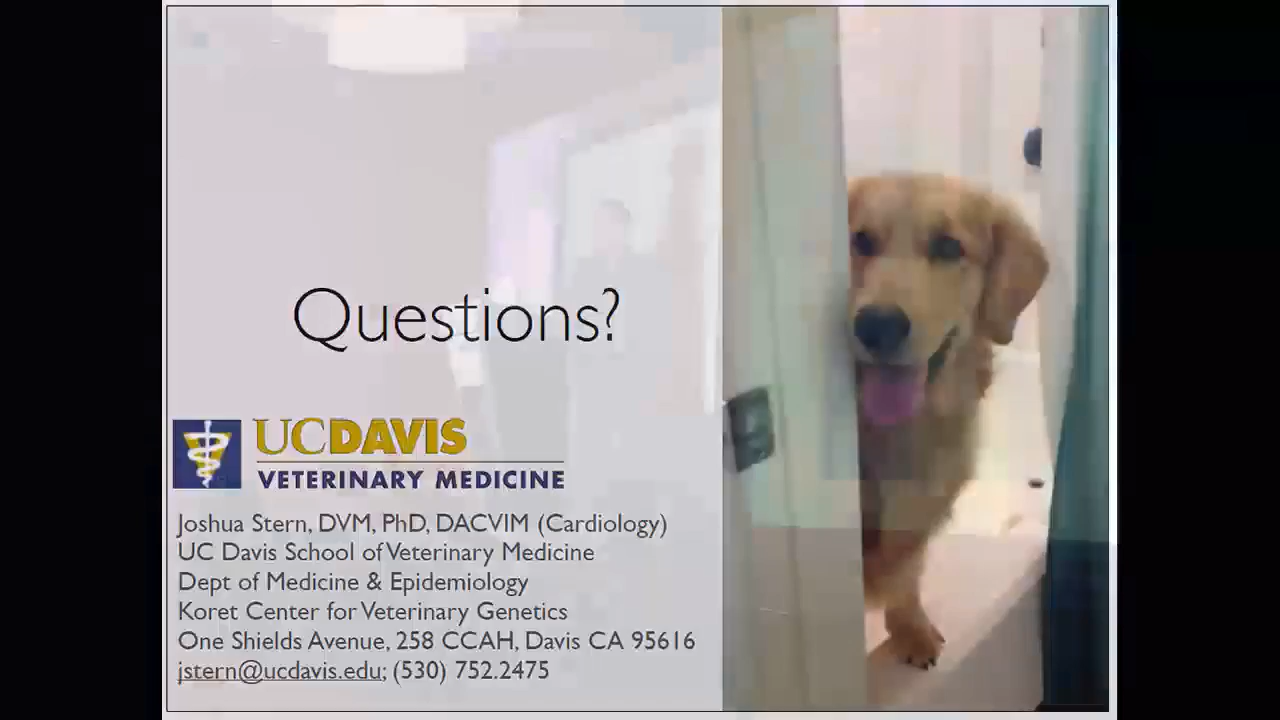 Questions?
UCDAVIS
VETERINARY MEDICINE
Joshua Stern, DVM, PhD, DACVIM (Cardiology)
UC Davis School of Veterinary Medicine
Dept of Medicine & Epidemiology
Koret Center for Veterinary Genetics
One Shields Avenue, 258 CCAH, Davis CA 95616
jstern@ucdavis.edu; (530) 752.2475